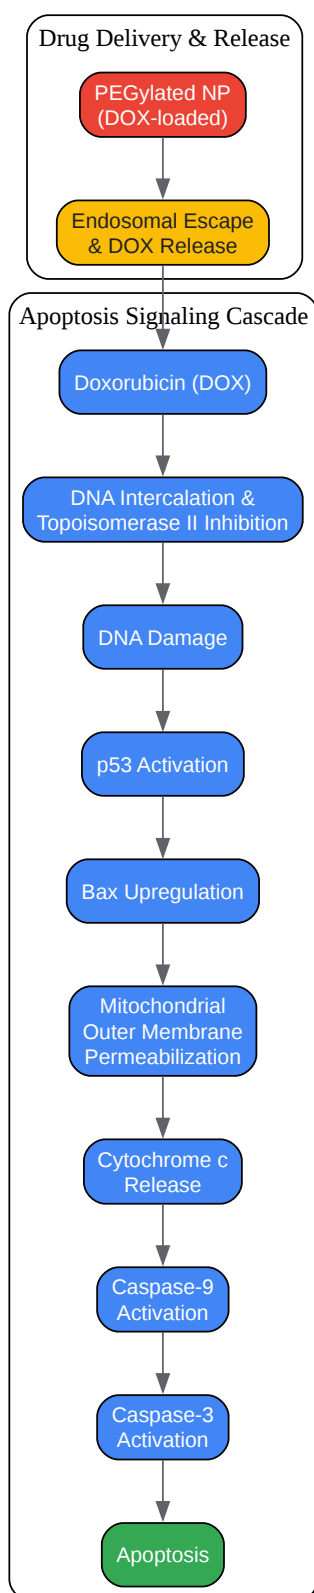 Drug Delivery & Release
PEGylated NP
(DOX-loaded)
Endosomal Escape
& DOX Release
Apoptosis Signaling Cascade
Doxorubicin (DOX)
DNA Intercalation &
Topoisomerase II Inhibition
DNA Damage
p53 Activation
Bax Upregulation
Mitochondrial
Outer Membrane
Permeabilization
Cytochrome c
Release
Caspase-9
Activation
Caspase-3
Activation
Apoptosis